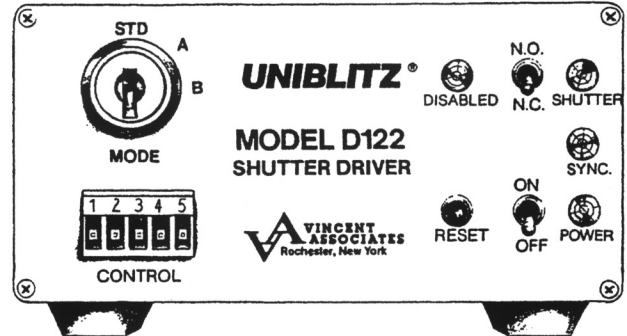 STD
A
B
MODE
1 2 3 4 5
CONTROL
UNIBLITZ®
MODEL D122
SHUTTER DRIVER
VINCENT
ASSOCIATES
Rochester, New York
DISABLED
N.O.
N.C.
SHUTTER
SYNC.
RESET
ON
OFF
POWER